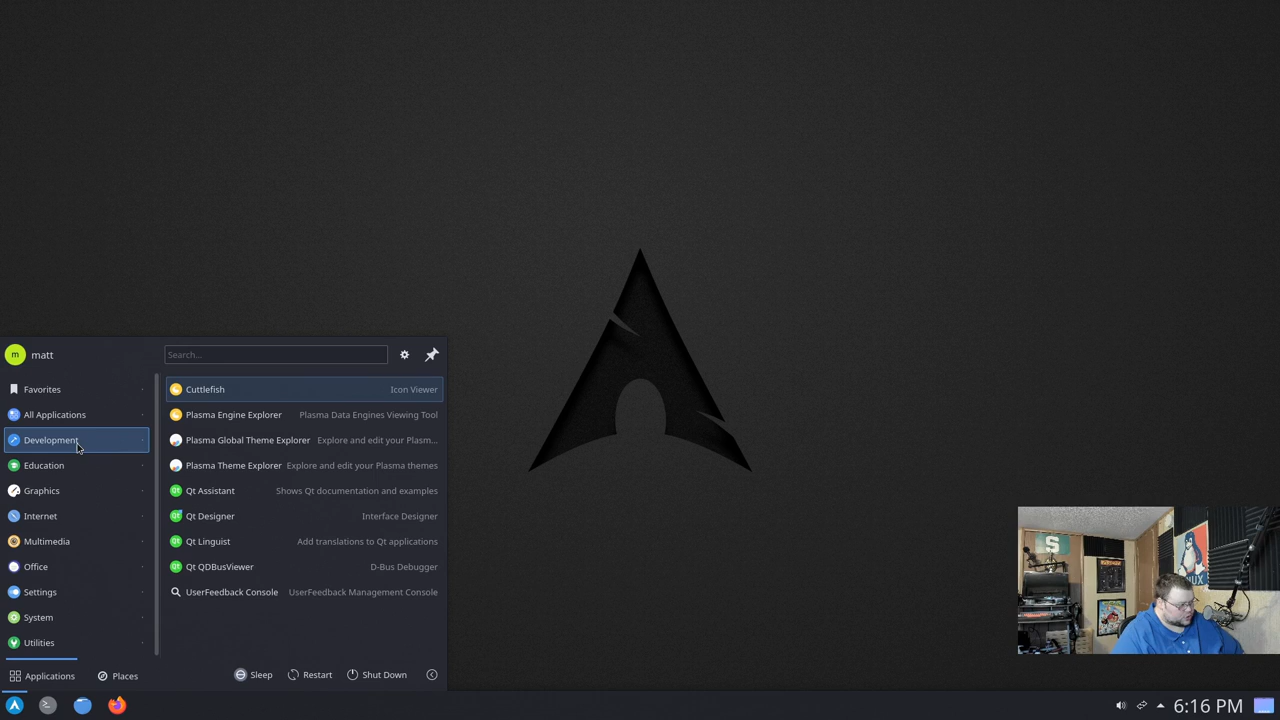 m matt Search...
Favorites
All Applications
Development
Education
Graphics
Internet
Multimedia
Office
Settings
System
Utilities
Cuttlefish Icon Viewer
Plasma Engine Explorer Plasma Data Engines Viewing Tool
Plasma Global Theme Explorer Explore and edit your Plasm...
Plasma Theme Explorer Explore and edit your Plasma themes
Qt Assistant Shows Qt documentation and examples
Qt Designer Interface Designer
Qt Linguist Add translations to Qt applications
Qt QDBusViewer D-Bus Debugger
UserFeedback Console UserFeedback Management Console
Applications Places Sleep Restart Shut Down
6:16 PM
S